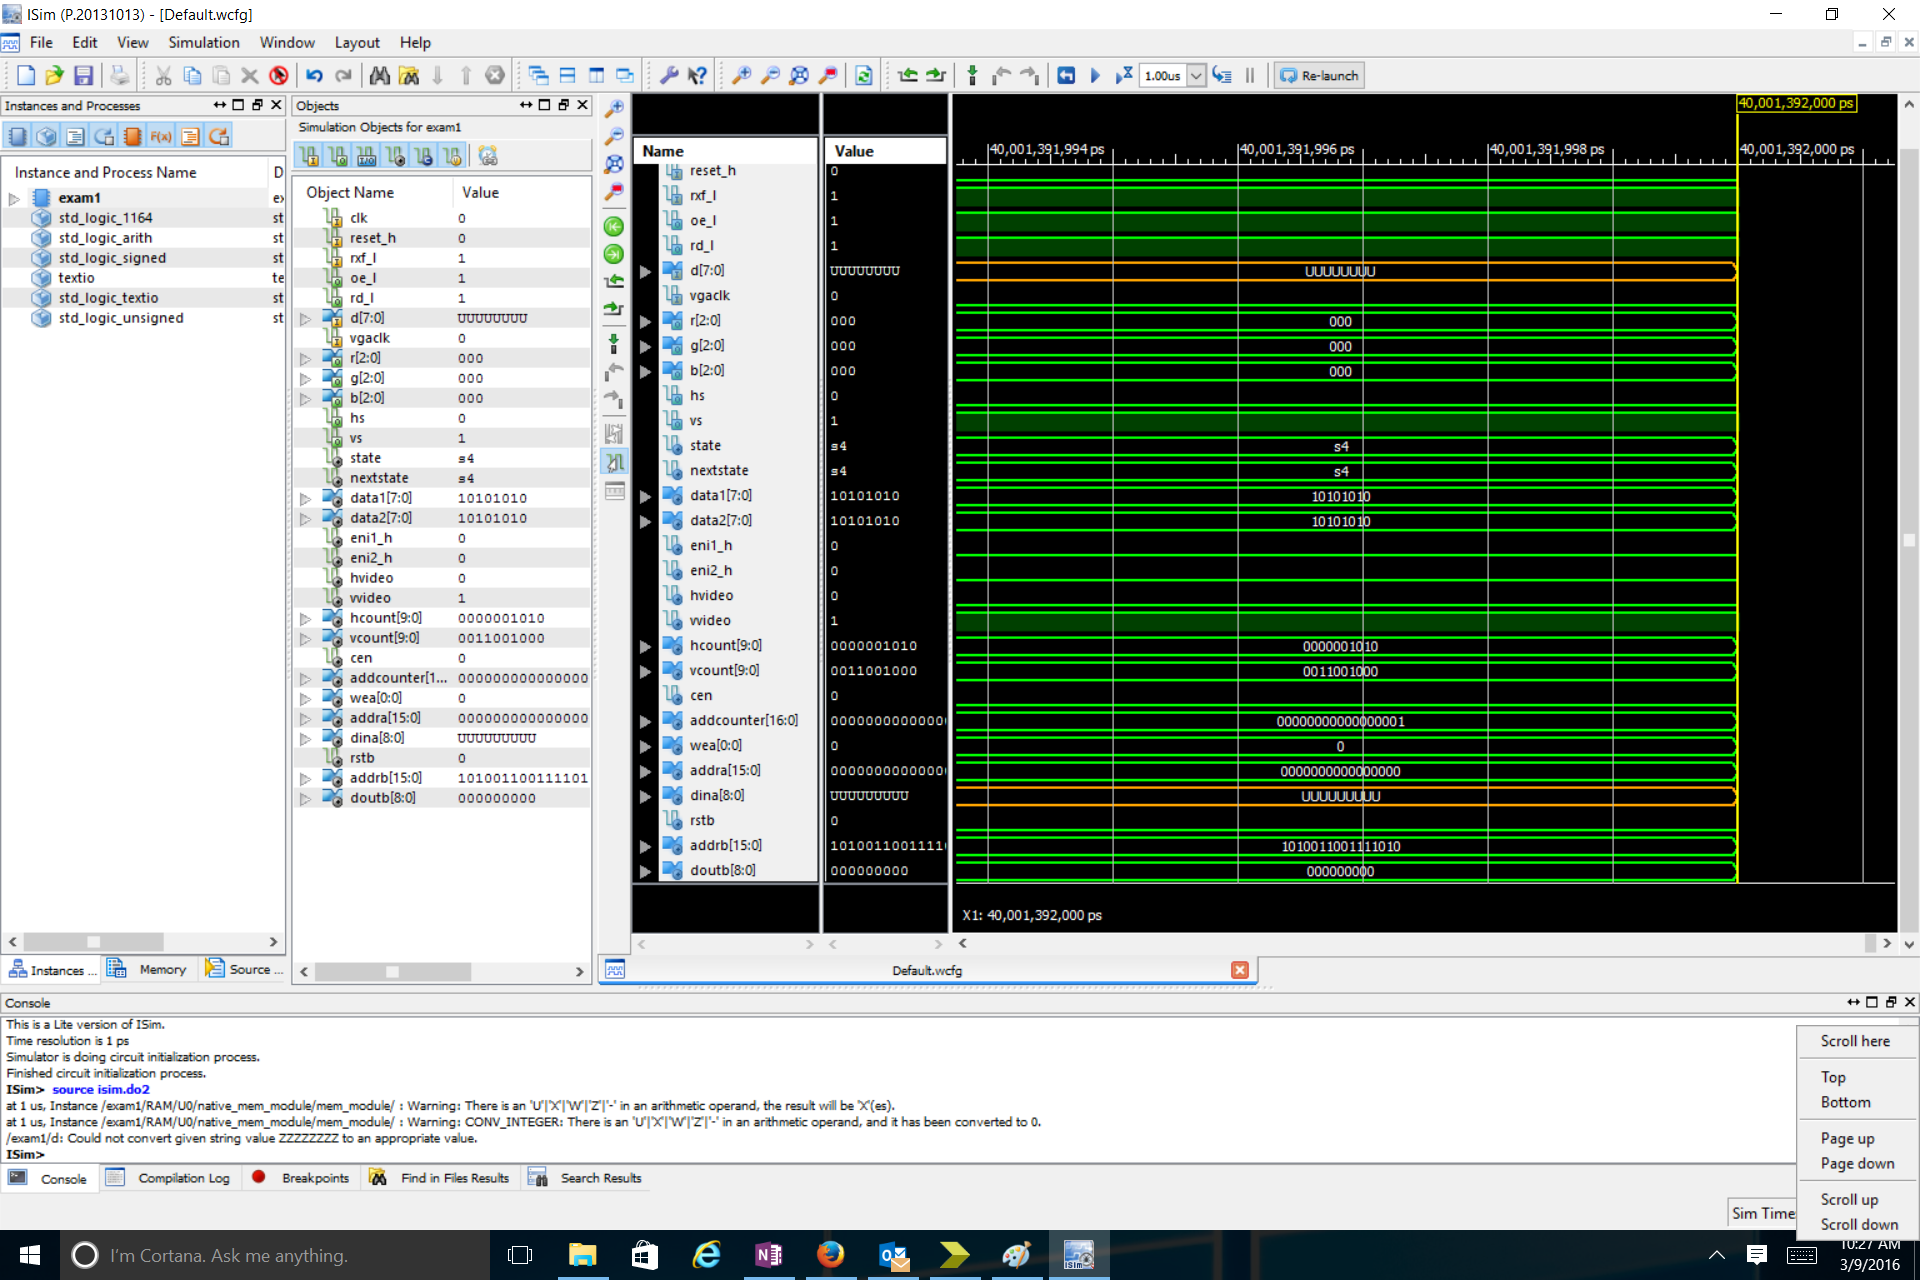 ISim (P.20131013) - [Default.wcfg]
File Edit View Simulation Window Layout Help
1.00us Re-launch
Instances and Processes
Instance and Process Name D
exam1 e
std_logic_1164 st
std_logic_arith st
std_logic_signed st
textio te
std_logic_textio st
std_logic_unsigned st
Instances ... Memory Source ...
Objects
Simulation Objects for exam1
Object Name Value
clk 0
reset_h 0
rxf_l 1
oe_l 1
rd_l 1
d[7:0] UUUUUUUU
vgaclk 0
r[2:0] 000
g[2:0] 000
b[2:0] 000
hs 0
vs 1
state s4
nextstate s4
data1[7:0] 10101010
data2[7:0] 10101010
eni1_h 0
eni2_h 0
hvideo 0
vvideo 1
hcount[9:0] 0000001010
vcount[9:0] 0011001000
cen 0
addcounter[1... 000000000000000
wea[0:0] 0
addra[15:0] 000000000000000
dina[8:0] UUUUUUUUU
rstb 0
addrb[15:0] 101001100111101
doutb[8:0] 000000000
Name Value
reset_h 0
rxf_l 1
oe_l 1
rd_l 1
d[7:0] UUUUUUUU
vgaclk 0
r[2:0] 000
g[2:0] 000
b[2:0] 000
hs 0
vs 1
state s4
nextstate s4
data1[7:0] 10101010
data2[7:0] 10101010
eni1_h 0
eni2_h 0
hvideo 0
vvideo 1
hcount[9:0] 0000001010
vcount[9:0] 0011001000
cen 0
addcounter[16:0] 00000000000000
wea[0:0] 0
addra[15:0] 00000000000000
dina[8:0] UUUUUUUUU
rstb 0
addrb[15:0] 10100110011110
doutb[8:0] 000000000
40,001,392,000 ps
40,001,391,994 ps 40,001,391,996 ps 40,001,391,998 ps 40,001,392,000 ps
UUUUUUUU
000
000
000
s4
s4
10101010
10101010
0000001010
0011001000
00000000000000001
0
0000000000000000
UUUUUUUUU
1010011001111010
000000000
X1: 40,001,392,000 ps
Default.wcfg
Console
This is a Lite version of ISim.
Time resolution is 1 ps
Simulator is doing circuit initialization process.
Finished circuit initialization process.
ISim> source isim.do2
at 1 us, Instance /exam1/RAM/U0/native_mem_module/mem_module/ : Warning: There is an 'U'|'X'|'W'|'Z'|'-' in an arithmetic operand, the result will be 'X'(es).
at 1 us, Instance /exam1/RAM/U0/native_mem_module/mem_module/ : Warning: CONV_INTEGER: There is an 'U'|'X'|'W'|'Z'|'-' in an arithmetic operand, and it has been converted to 0.
/exam1/d: Could not convert given string value ZZZZZZZZ to an appropriate value.
ISim>
Console Compilation Log Breakpoints Find in Files Results Search Results
Sim Time
Scroll here
Top
Bottom
Page up
Page down
Scroll up
Scroll down
I'm Cortana. Ask me anything.
10:27 AM
3/9/2016